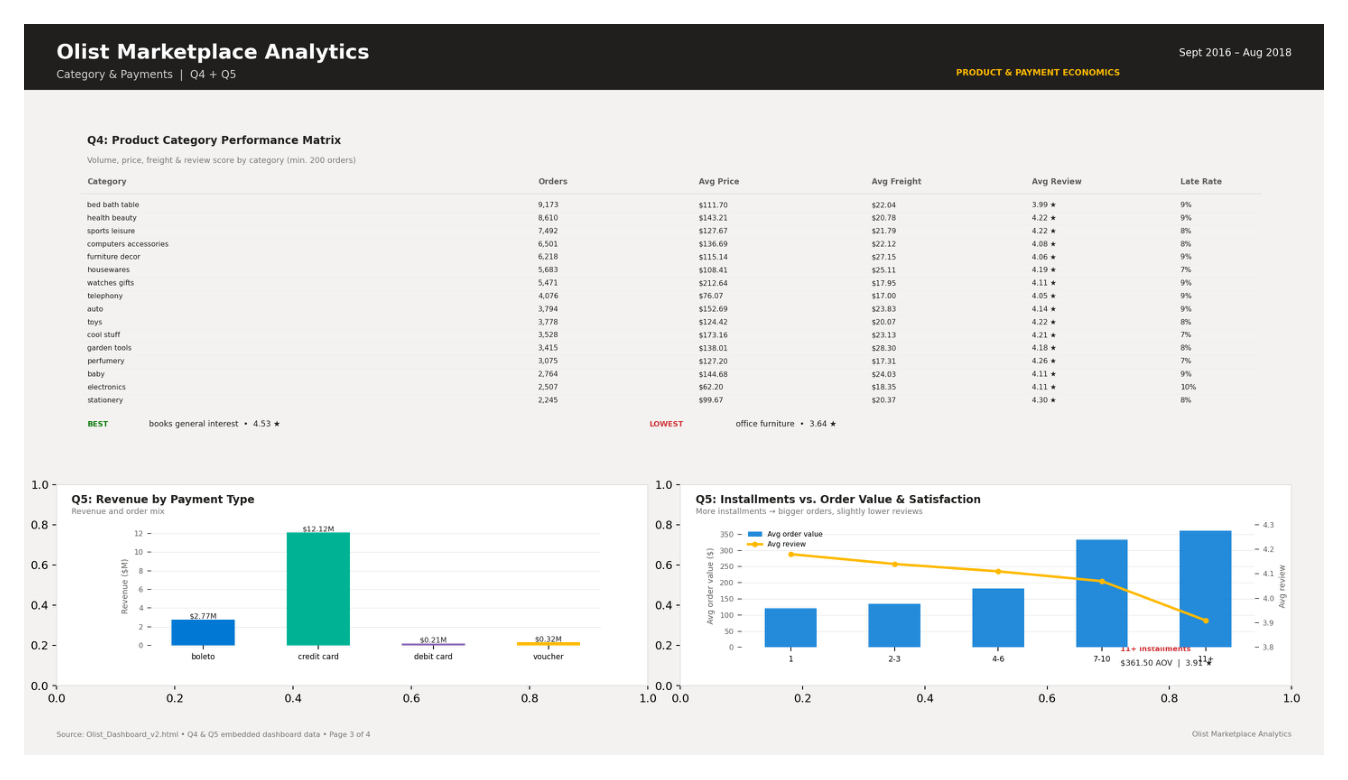 Olist Marketplace Analytics
Sept 2016 – Aug 2018
Category & Payments | Q4 + Q5
PRODUCT & PAYMENT ECONOMICS
Q4: Product Category Performance Matrix
Volume, price, freight & review score by category (min. 200 orders)
Category Orders Avg Price Avg Freight Avg Review Late Rate
bed bath table 9,173 $111.70 $22.04 3.99 ★ 9%
health beauty 8,610 $143.21 $20.78 4.22 ★ 9%
sports leisure 7,492 $127.67 $21.79 4.22 ★ 8%
computers accessories 6,501 $136.69 $22.12 4.08 ★ 8%
furniture decor 6,218 $115.14 $27.15 4.06 ★ 9%
housewares 5,683 $108.41 $25.11 4.19 ★ 7%
watches gifts 5,471 $212.64 $17.95 4.11 ★ 9%
telephony 4,076 $76.07 $17.00 4.05 ★ 9%
auto 3,794 $152.69 $23.83 4.14 ★ 9%
toys 3,778 $124.42 $20.07 4.22 ★ 8%
cool stuff 3,528 $173.16 $23.13 4.21 ★ 7%
garden tools 3,415 $138.01 $28.30 4.18 ★ 8%
perfumery 3,075 $127.20 $17.31 4.26 ★ 7%
baby 2,764 $144.68 $24.03 4.11 ★ 9%
electronics 2,507 $62.20 $18.35 4.11 ★ 10%
stationery 2,245 $99.67 $20.37 4.30 ★ 8%
BEST books general interest • 4.53 ★ LOWEST office furniture • 3.64 ★
Q5: Revenue by Payment Type
Revenue and order mix
1.0
0.8
0.6
0.4
0.2
0.0
Revenue ($M)
12
10
8
6
4
2
0
$2.77M
$12.12M
$0.21M
$0.32M
boleto credit card debit card voucher
0.0 0.2 0.4 0.6 0.8 1.0
Q5: Installments vs. Order Value & Satisfaction
More installments → bigger orders, slightly lower reviews
1.0
0.8
0.6
0.4
0.2
0.0
Avg order value ($)
350
300
250
200
150
100
50
0
Avg order value
Avg review
4.3
4.2
4.1
4.0
3.9
3.8
Avg review
1 2-3 4-6 7-10 11+
11+ installments
$361.50 AOV | 3.91 ★
0.0 0.2 0.4 0.6 0.8 1.0
Source: Olist_Dashboard_v2.html • Q4 & Q5 embedded dashboard data • Page 3 of 4
Olist Marketplace Analytics